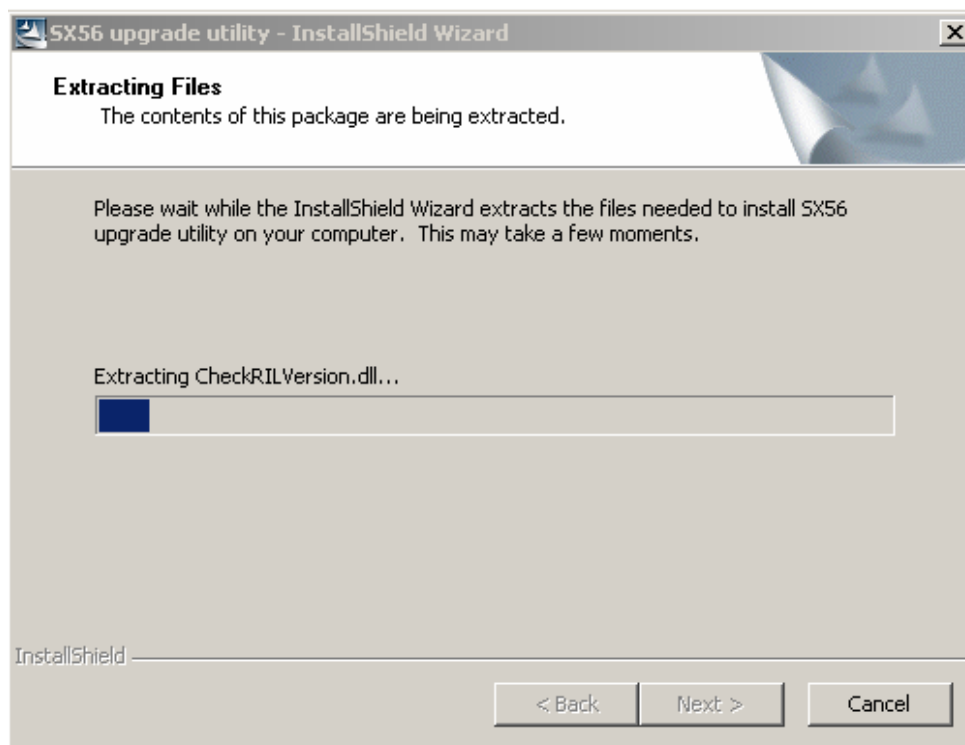 SX56 upgrade utility - InstallShield Wizard
Extracting Files
The contents of this package are being extracted.
Please wait while the InstallShield Wizard extracts the files needed to install SX56
upgrade utility on your computer.  This may take a few moments.
Extracting CheckRILVersion.dll...
InstallShield
< Back
Next >
Cancel